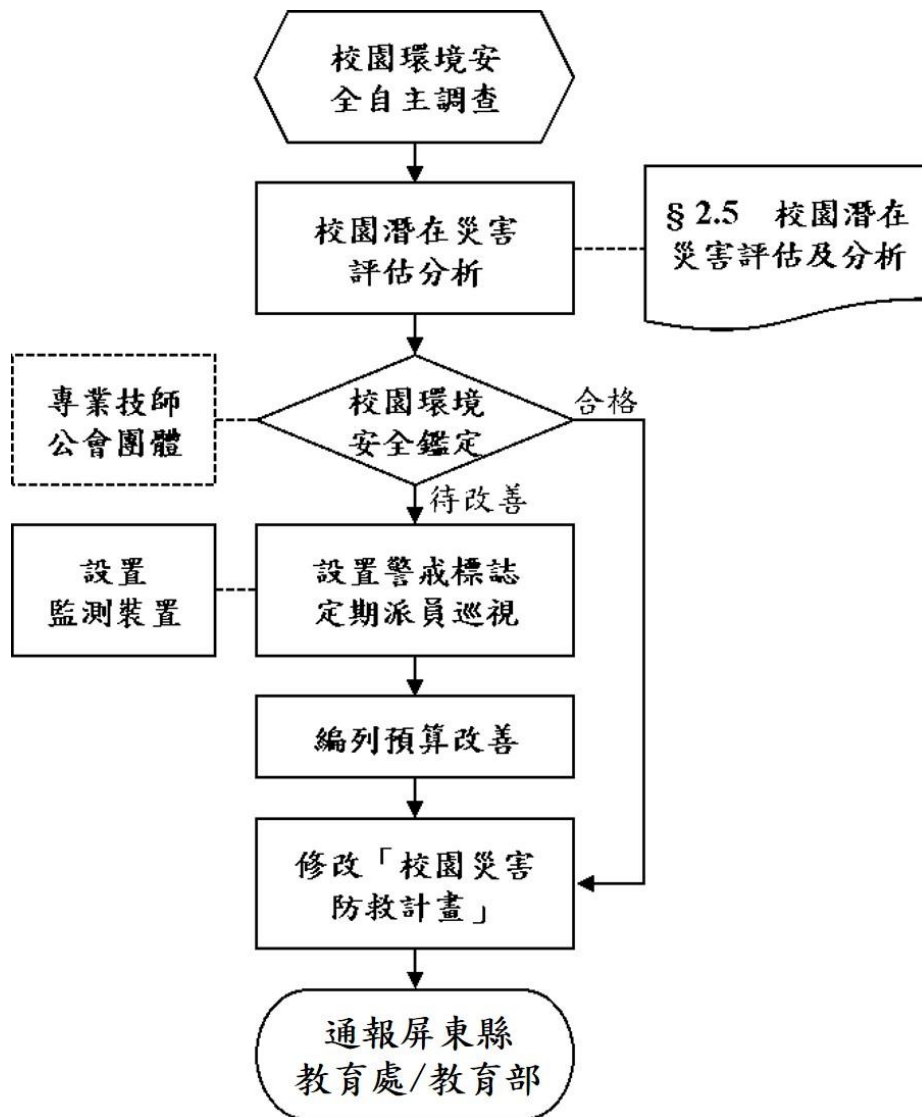 校園環境安
全自主調查
校園潛在災害
評估分析
§ 2.5 校園潛在
災害評估及分析
專業技師
公會團體
校園環境
安全鑑定
合格
待改善
設置
監測裝置
設置警戒標誌
定期派員巡視
編列預算改善
修改「校園災害
防救計畫」
通報屏東縣
教育處/教育部